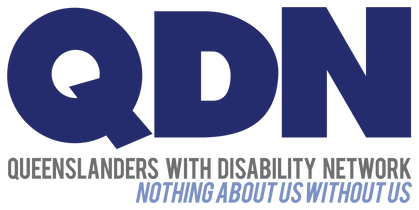 QDN
QUEENSLANDERS WITH DISABILITY NETWORK
NOTHING ABOUT US WITHOUT US